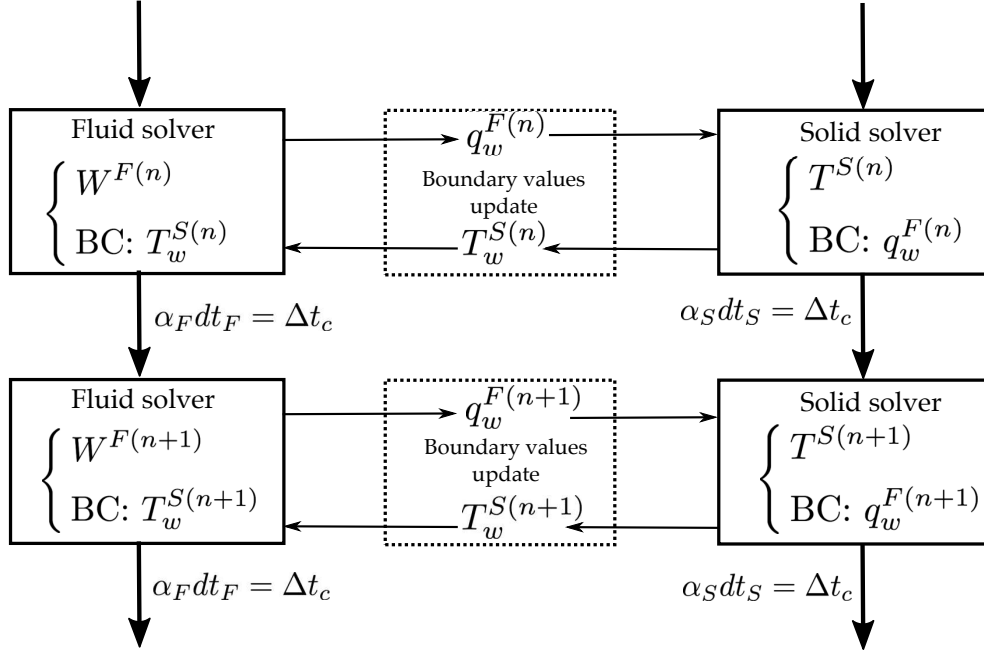 Fluid solver
W^{F(n)}
BC: T_w^{S(n)}
q_w^{F(n)}
Boundary values
update
T_w^{S(n)}
Solid solver
T^{S(n)}
BC: q_w^{F(n)}
α_F dt_F = Δt_c
α_S dt_S = Δt_c
Fluid solver
W^{F(n+1)}
BC: T_w^{S(n+1)}
q_w^{F(n+1)}
Boundary values
update
T_w^{S(n+1)}
Solid solver
T^{S(n+1)}
BC: q_w^{F(n+1)}
α_F dt_F = Δt_c
α_S dt_S = Δt_c